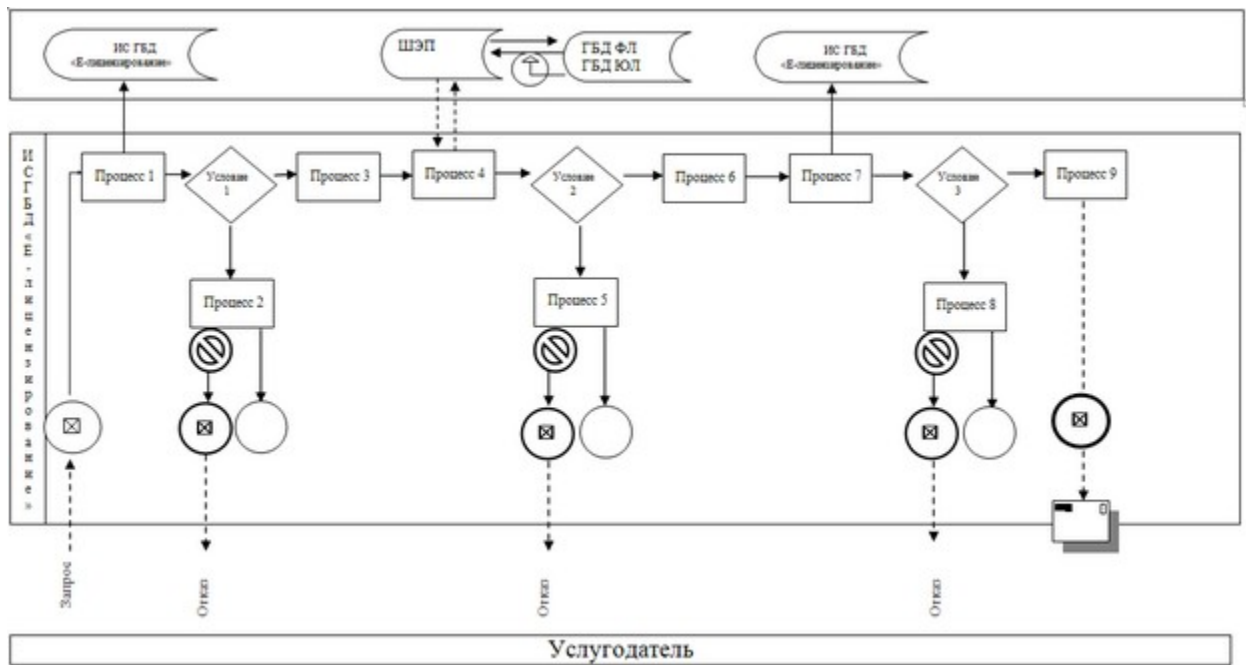 ИС ГБД
«Е-лицензирование»
ШЭП
ГБД ФЛ
ГБД ЮЛ
ИС ГБД
«Е-лицензирование»
ИС ГБД «Е-лицензирование»
Процесс 1
Условие
1
Процесс 3
Процесс 4
Условие
2
Процесс 6
Процесс 7
Условие
3
Процесс 9
Процесс 2
Процесс 5
Процесс 8
Запрос
Отказ
Отказ
Отказ
Услугодатель